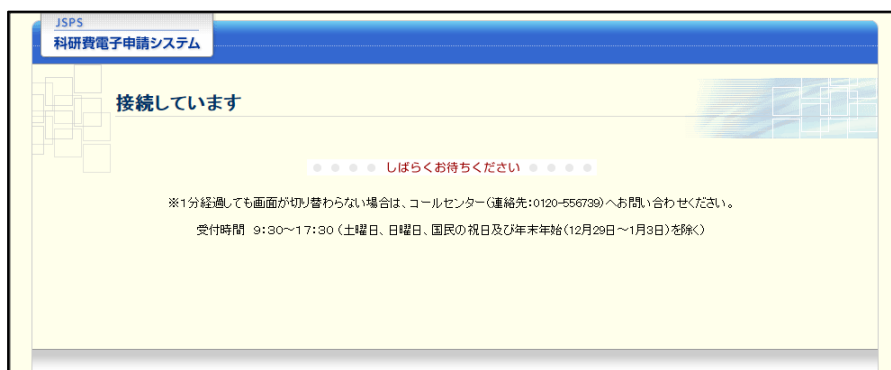 JSPS
科研費電子申請システム
接続しています
しばらくお待ちください
※1分経過しても画面が切り替わらない場合は、コールセンター(連絡先:0120-556739)へお問い合わせください。
受付時間 9:30~17:30 (土曜日、日曜日、国民の祝日及び年末年始(12月29日~1月3日)を除く)